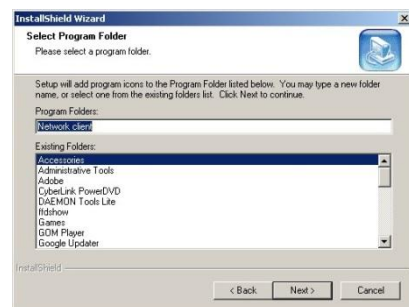 InstallShield Wizard
Select Program Folder
Please select a program folder.
Setup will add program icons to the Program Folder listed below. You may type a new folder
name, or select one from the existing folders list. Click Next to continue.
Program Folders:
Network client
Existing Folders:
Accessories
Administrative Tools
Adobe
CyberLink PowerDVD
DAEMON Tools Lite
ffdshow
Games
GOM Player
Google Updater
InstallShield
< Back Next > Cancel